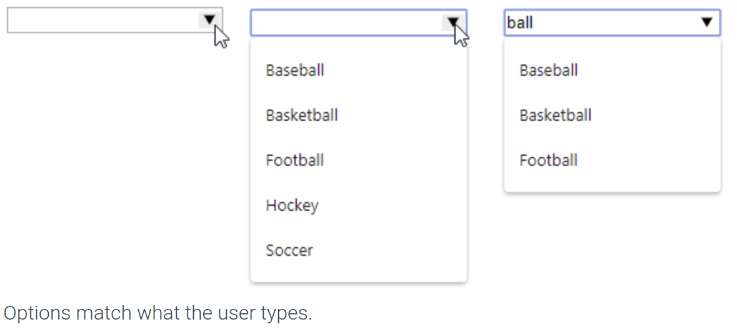 ball
Baseball
Basketball
Football
Hockey
Soccer
Baseball
Basketball
Football
Options match what the user types.